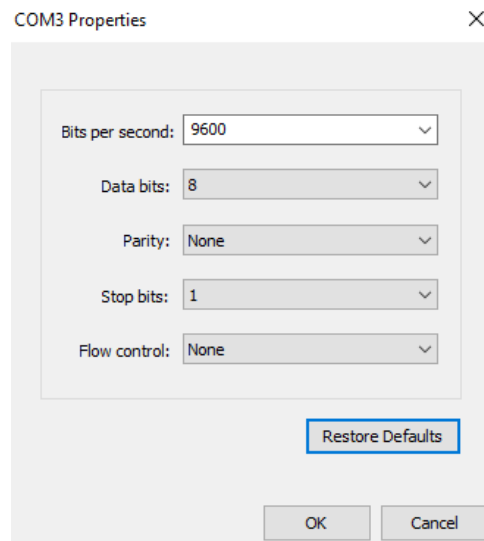 COM3 Properties
Bits per second: 9600
Data bits: 8
Parity: None
Stop bits: 1
Flow control: None
Restore Defaults
OK Cancel